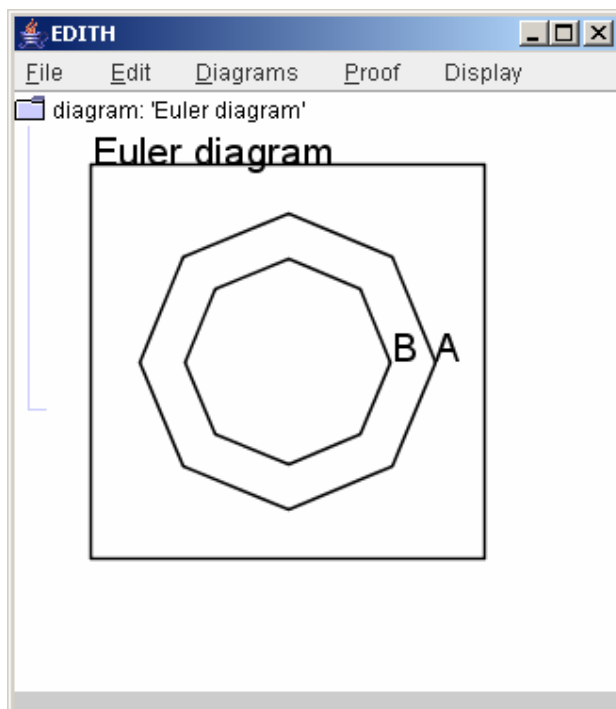 EDITH
File Edit Diagrams Proof Display
diagram: 'Euler diagram'
Euler diagram
B A